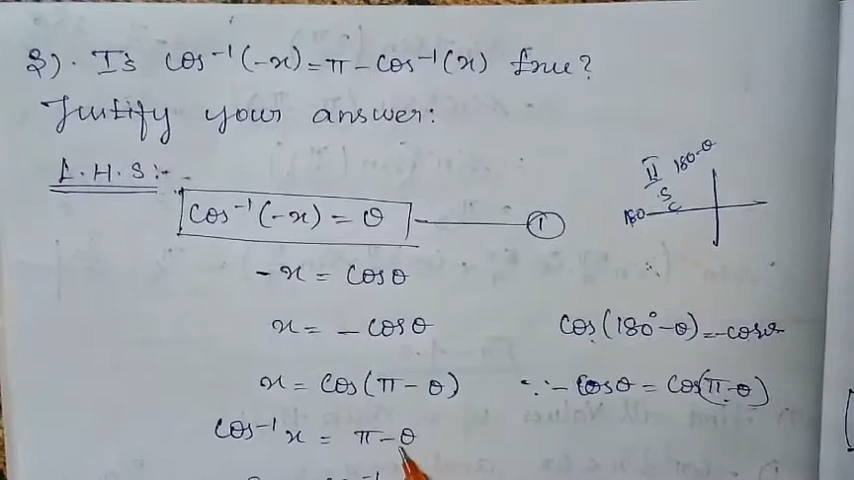 2). Is cos⁻¹(-x) = π - cos⁻¹(x) true?
Justify your answer:
L.H.S:-
II 180-θ
S
180
C
cos⁻¹(-x) = θ ①
-x = cosθ
x = -cosθ cos(180°-θ) = -cosθ
x = cos(π - θ) ∵ -cosθ = cos(π-θ)
cos⁻¹x = π-θ